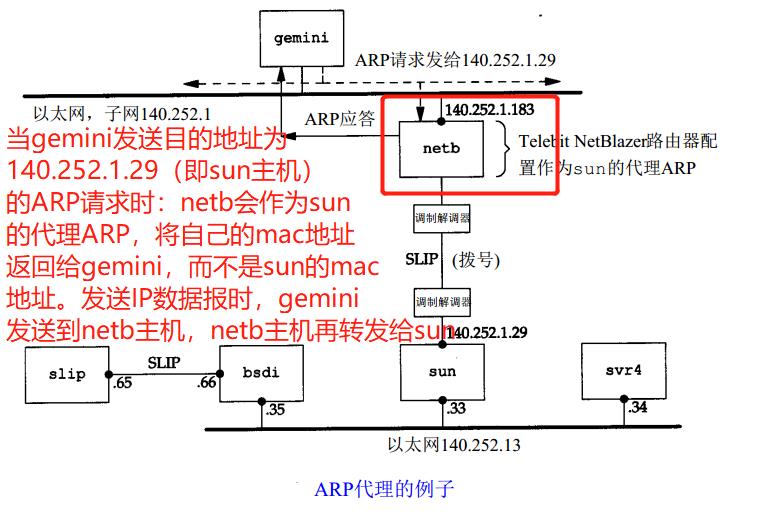 gemini
ARP请求发给140.252.1.29
以太网，子网140.252.1
ARP应答
140.252.1.183
当gemini发送目的地址为
140.252.1.29（即sun主机）
的ARP请求时：netb会作为sun
的代理ARP，将自己的mac地址
返回给gemini，而不是sun的mac
地址。发送IP数据报时，gemini
发送到netb主机，netb主机再转发给sun
netb
Telebit NetBlazer路由器配
置作为sun的代理ARP
调制解调器
SLIP
(拨号)
调制解调器
140.252.1.29
slip
SLIP
.65
.66
bsdi
sun
svr4
.35
.33
.34
以太网140.252.13
ARP代理的例子